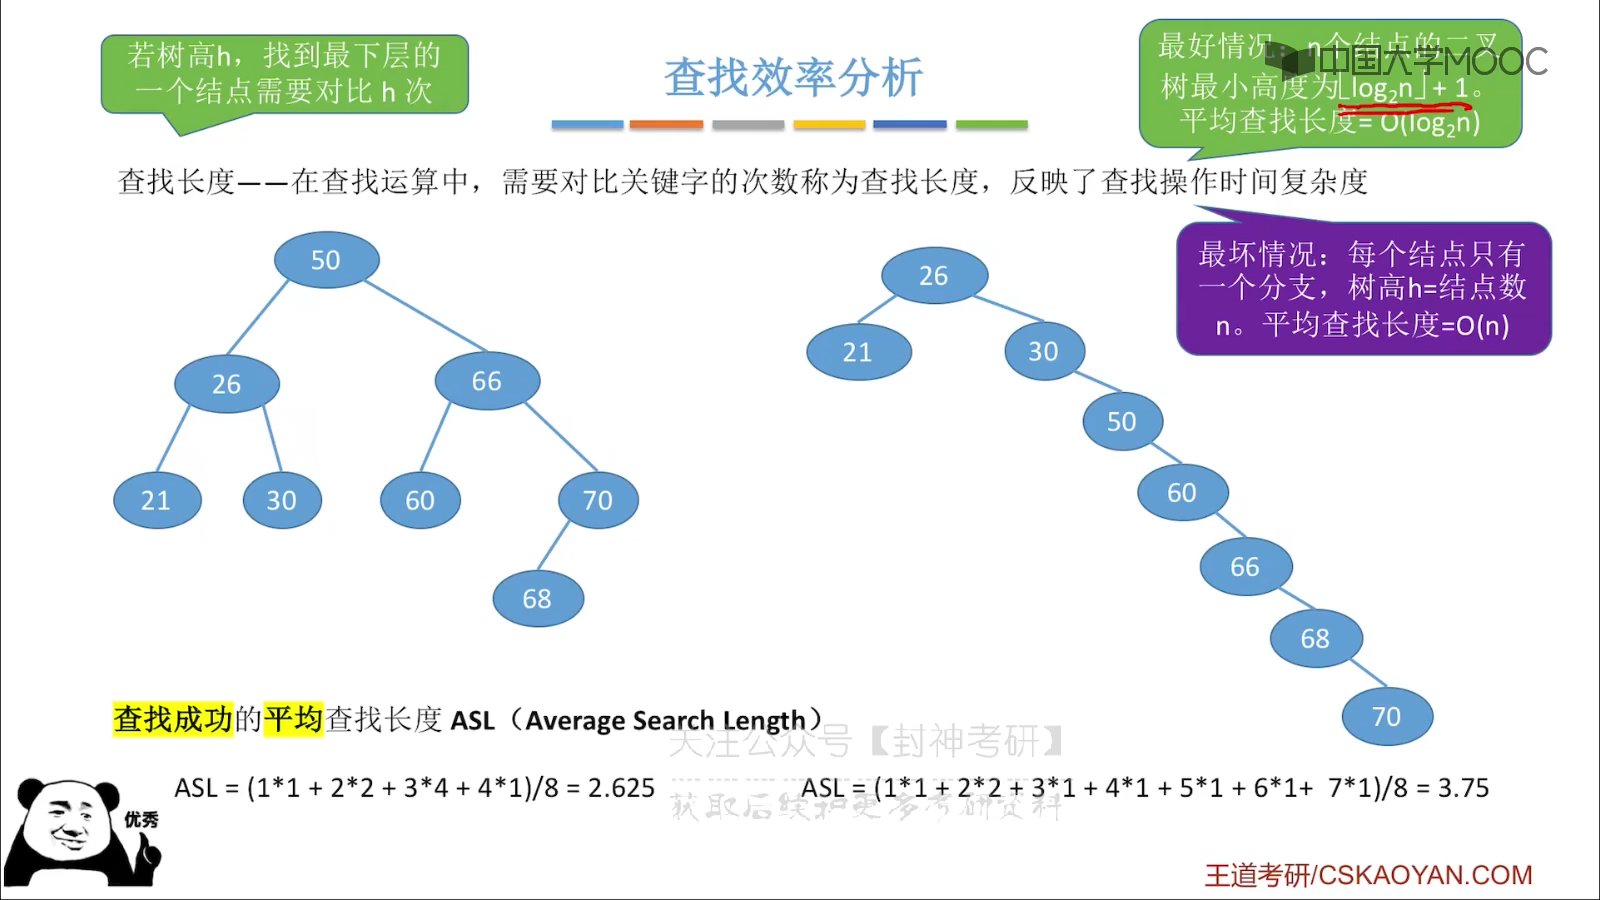 若树高h，找到最下层的
一个结点需要对比 h 次
查找效率分析
最好情况：n个结点的二叉
树最小高度为⌊log₂n⌋ + 1。
平均查找长度= O(log₂n)
中国大学MOOC
查找长度——在查找运算中，需要对比关键字的次数称为查找长度，反映了查找操作时间复杂度
最坏情况：每个结点只有
一个分支，树高h=结点数
n。平均查找长度=O(n)
50
26
66
21
30
60
70
68
26
21
30
50
60
66
68
70
查找成功的平均查找长度 ASL（Average Search Length）
关注公众号【封神考研】
ASL = (1*1 + 2*2 + 3*4 + 4*1)/8 = 2.625
ASL = (1*1 + 2*2 + 3*1 + 4*1 + 5*1 + 6*1+ 7*1)/8 = 3.75
获取后续和更多考研资料
优秀
王道考研/CSKAOYAN.COM